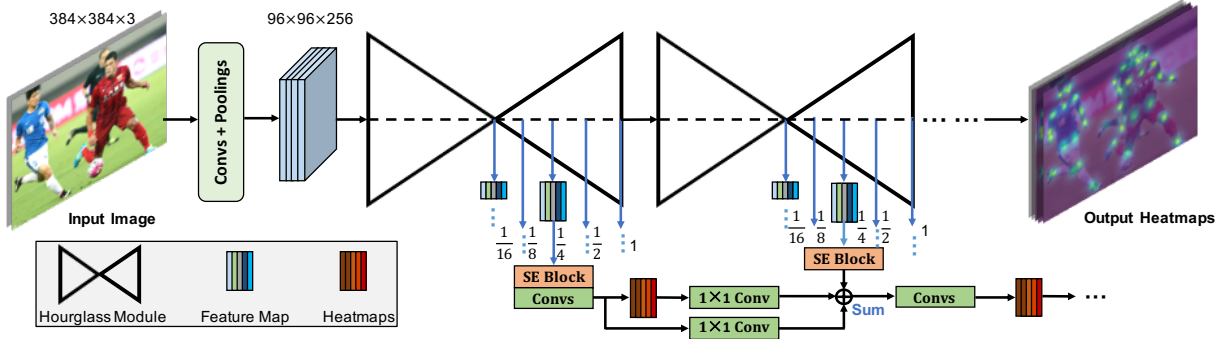 384×384×3
96×96×256
Convs + Poolings
Input Image
Output Heatmaps
1/16
1/8
1/4
1/2
1
1/16
1/8
1/4
1/2
1
SE Block
Convs
SE Block
1×1 Conv
1×1 Conv
Sum
Convs
...
Hourglass Module
Feature Map
Heatmaps